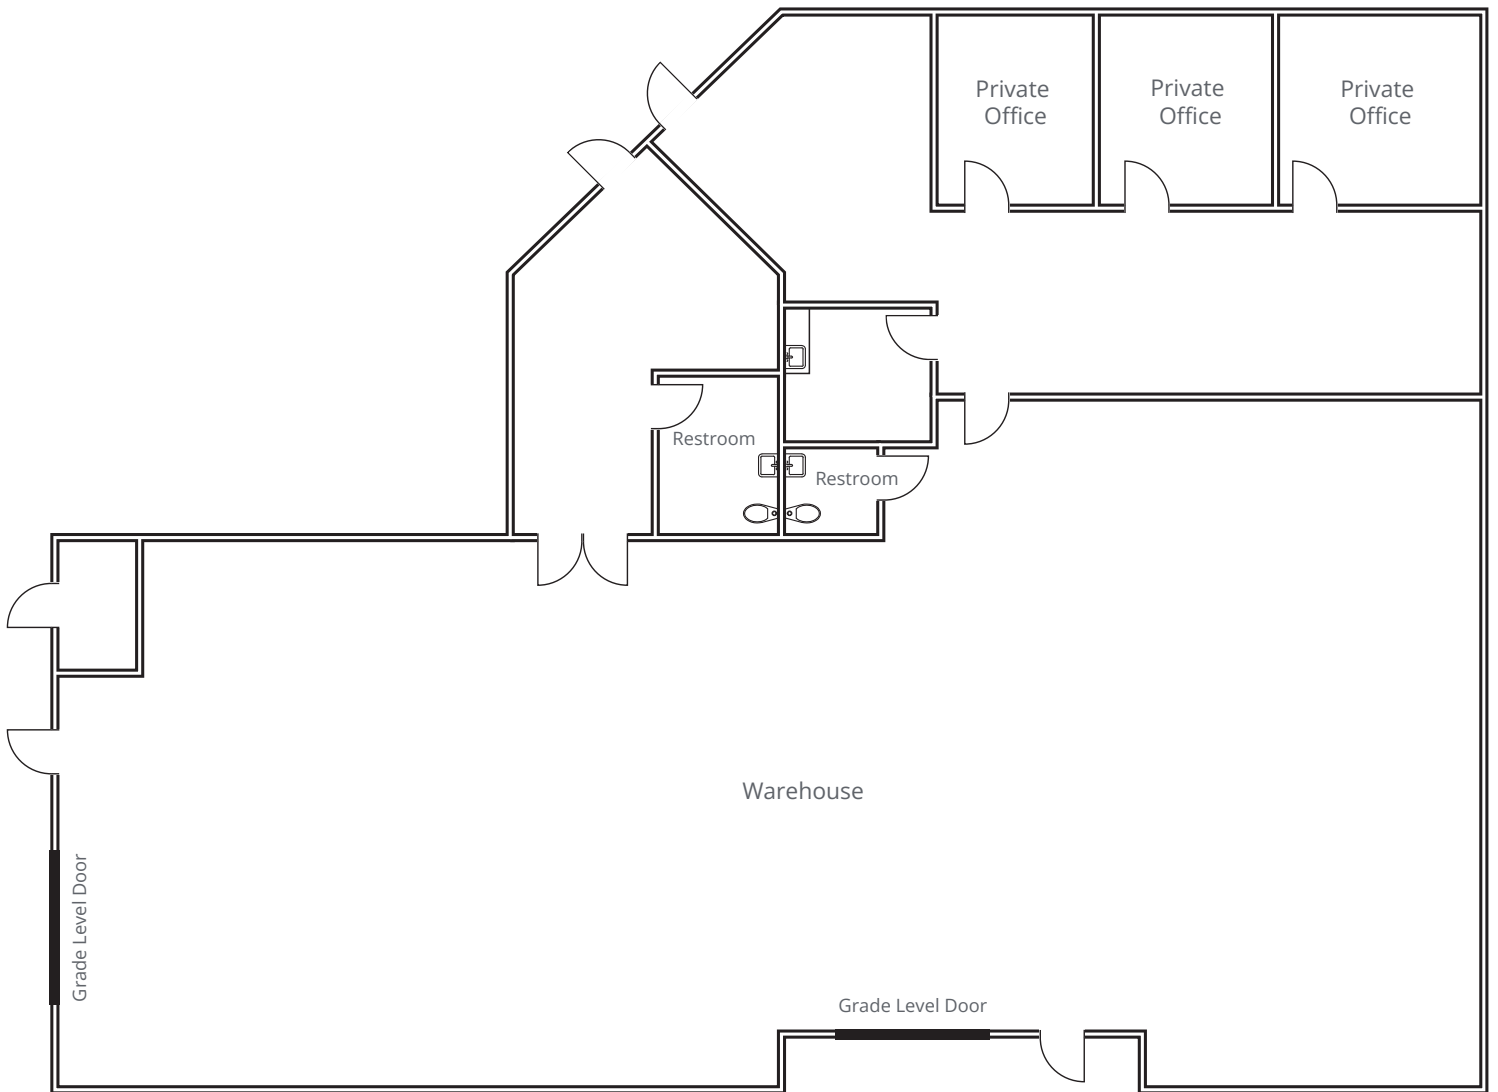 Private
Office
Private
Office
Private
Office
Restroom
Restroom
Warehouse
Grade Level Door
Grade Level Door